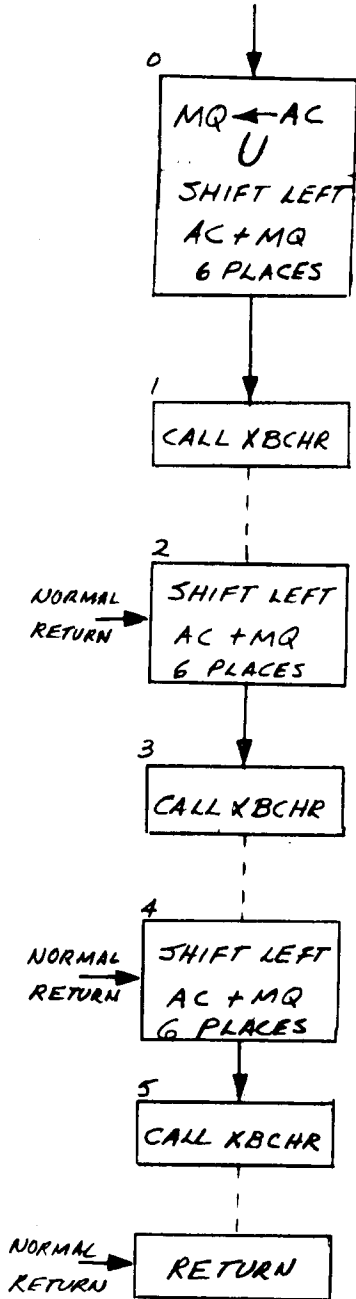 0
MQ ← AC
U
SHIFT LEFT
AC + MQ
6 PLACES
1
CALL XBCHR
2
NORMAL
RETURN
SHIFT LEFT
AC + MQ
6 PLACES
3
CALL XBCHR
4
NORMAL
RETURN
SHIFT LEFT
AC + MQ
6 PLACES
5
CALL XBCHR
NORMAL
RETURN
RETURN